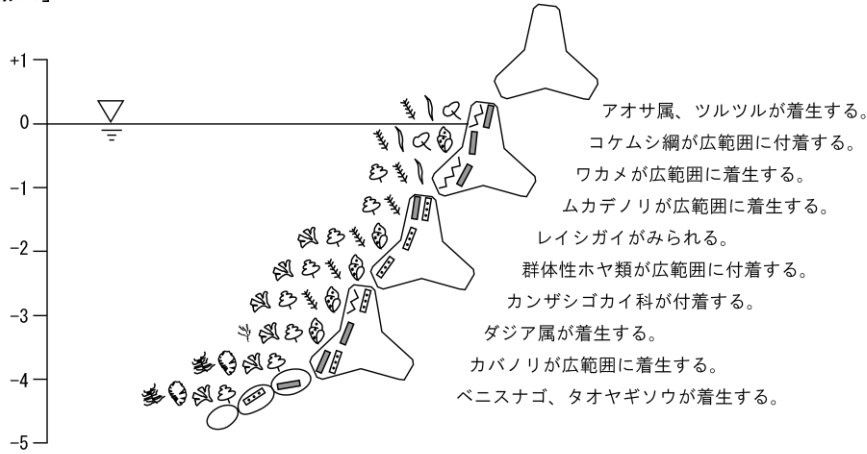 +1
0
-1
-2
-3
-4
-5
アオサ属、ツルツルが着生する。
コケムシ綱が広範囲に付着する。
ワカメが広範囲に着生する。
ムカデノリが広範囲に着生する。
レイシガイがみられる。
群体性ホヤ類が広範囲に付着する。
カンザシゴカイ科が付着する。
ダジア属が着生する。
カバノリが広範囲に着生する。
ベニスナゴ、タオヤギソウが着生する。